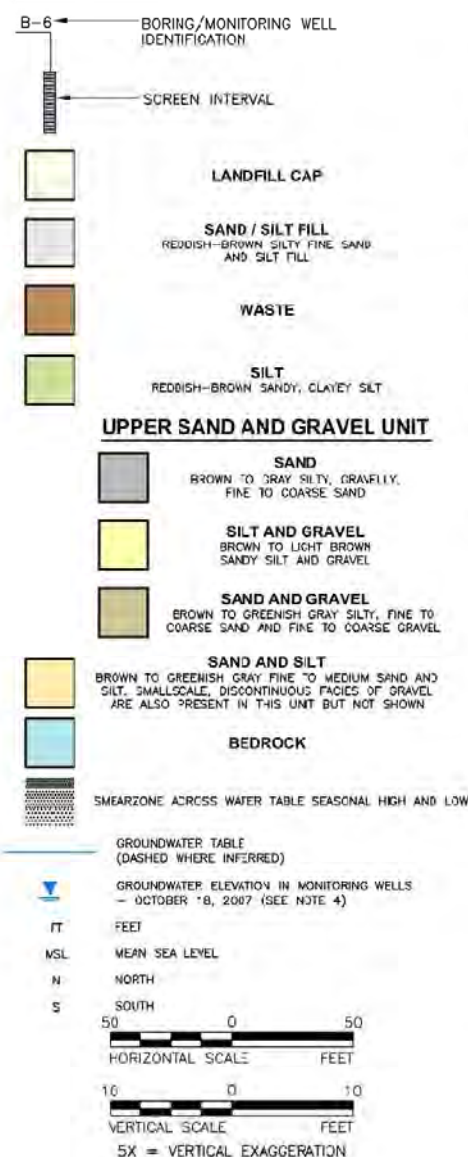 B-6
BORING/MONITORING WELL
IDENTIFICATION
SCREEN INTERVAL
LANDFILL CAP
SAND / SILT FILL
REDDISH-BROWN SILTY FINE SAND
AND SILT FILL
WASTE
SILT
REDDISH-BROWN SANDY, CLAYEY SILT
UPPER SAND AND GRAVEL UNIT
SAND
BROWN TO GRAY SILTY, GRAVELLY,
FINE TO COARSE SAND
SILT AND GRAVEL
BROWN TO LIGHT BROWN
SANDY SILT AND GRAVEL
SAND AND GRAVEL
BROWN TO GREENISH GRAY SILTY, FINE TO
COARSE SAND AND FINE TO COARSE GRAVEL
SAND AND SILT
BROWN TO GREENISH GRAY FINE TO MEDIUM SAND AND
SILT. SMALLSCALE, DISCONTINUOUS FACIES OF GRAVEL
ARE ALSO PRESENT IN THIS UNIT BUT NOT SHOWN
BEDROCK
SMEARZONE ACROSS WATER TABLE SEASONAL HIGH AND LOW
GROUNDWATER TABLE
(DASHED WHERE INFERRED)
GROUNDWATER ELEVATION IN MONITORING WELLS
- OCTOBER 18, 2007 (SEE NOTE 4)
FT FEET
MSL MEAN SEA LEVEL
N NORTH
S SOUTH
50 0 50
HORIZONTAL SCALE FEET
10 0 10
VERTICAL SCALE FEET
5X = VERTICAL EXAGGERATION